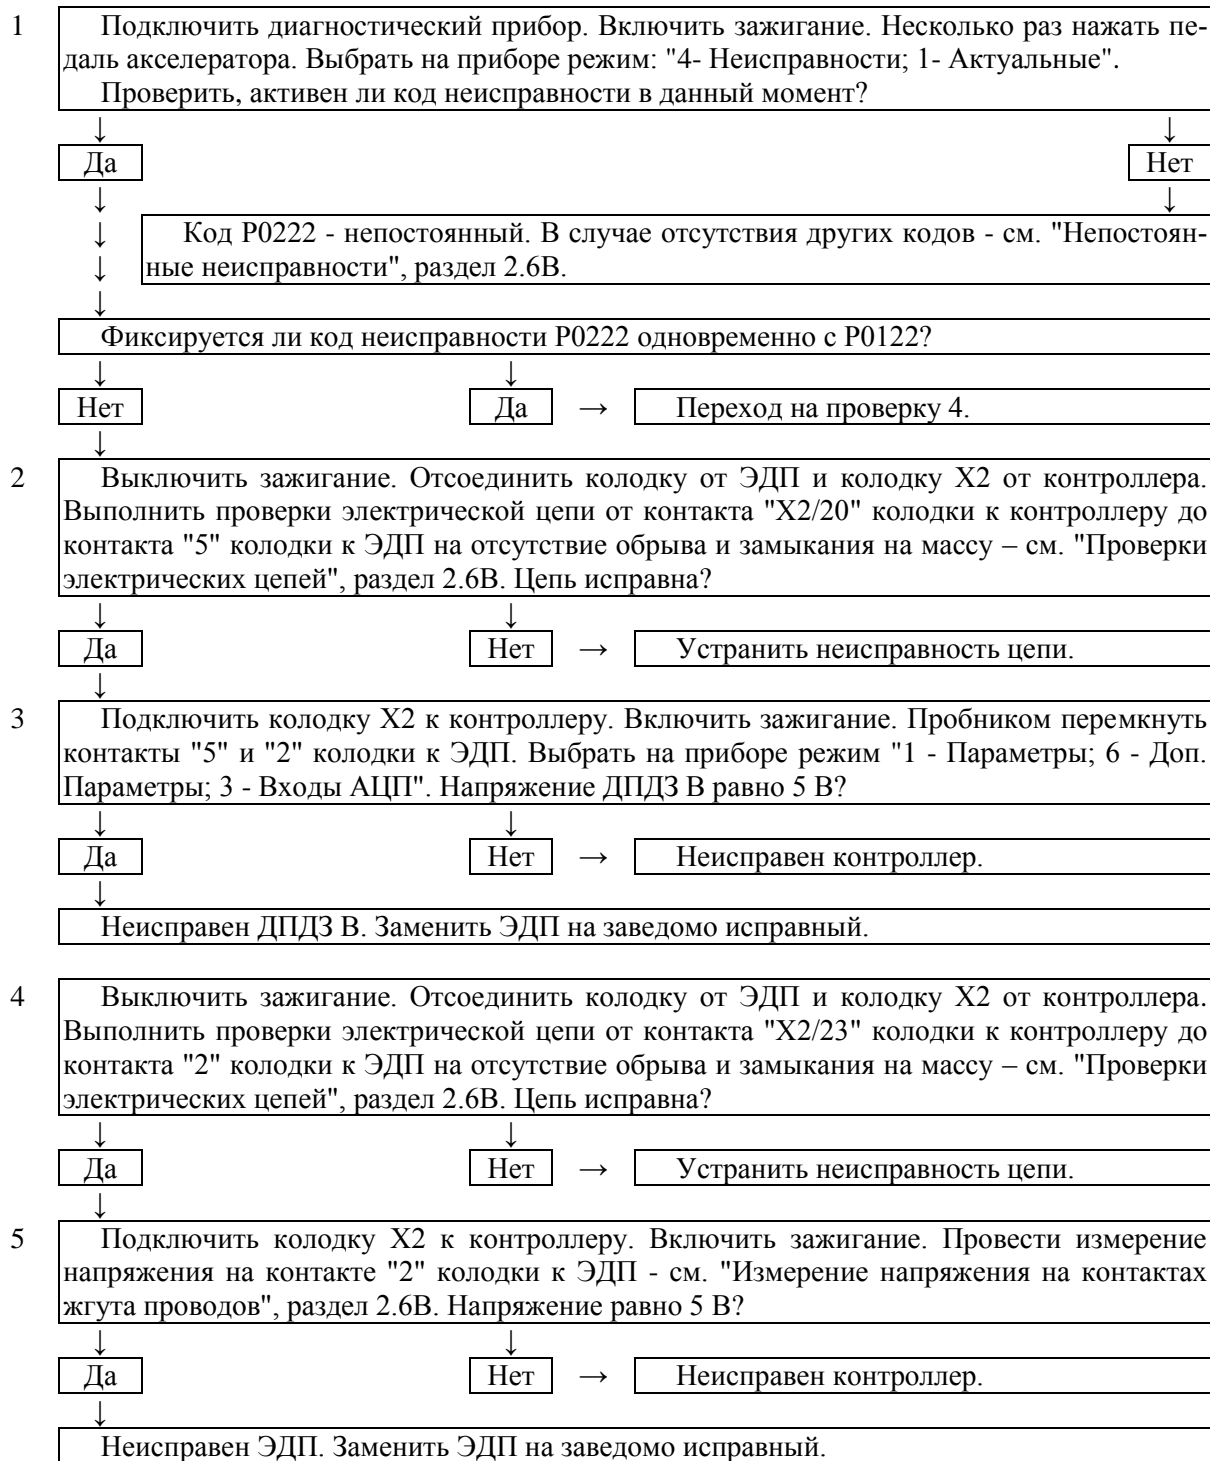 1 Подключить диагностический прибор. Включить зажигание. Несколько раз нажать пе-
даль акселератора. Выбрать на приборе режим: "4- Неисправности; 1- Актуальные".
Проверить, активен ли код неисправности в данный момент?
↓ ↓
Да Нет
↓ ↓
↓ Код Р0222 - непостоянный. В случае отсутствия других кодов - см. "Непостоян-
↓ ные неисправности", раздел 2.6В.
↓
Фиксируется ли код неисправности Р0222 одновременно с Р0122?
↓ ↓
Нет Да → Переход на проверку 4.
↓
2 Выключить зажигание. Отсоединить колодку от ЭДП и колодку Х2 от контроллера.
Выполнить проверки электрической цепи от контакта "Х2/20" колодки к контроллеру до
контакта "5" колодки к ЭДП на отсутствие обрыва и замыкания на массу – см. "Проверки
электрических цепей", раздел 2.6В. Цепь исправна?
↓ ↓
Да Нет → Устранить неисправность цепи.
↓
3 Подключить колодку Х2 к контроллеру. Включить зажигание. Пробником перемкнуть
контакты "5" и "2" колодки к ЭДП. Выбрать на приборе режим "1 - Параметры; 6 - Доп.
Параметры; 3 - Входы АЦП". Напряжение ДПДЗ В равно 5 В?
↓ ↓
Да Нет → Неисправен контроллер.
↓
Неисправен ДПДЗ В. Заменить ЭДП на заведомо исправный.
4 Выключить зажигание. Отсоединить колодку от ЭДП и колодку Х2 от контроллера.
Выполнить проверки электрической цепи от контакта "Х2/23" колодки к контроллеру до
контакта "2" колодки к ЭДП на отсутствие обрыва и замыкания на массу – см. "Проверки
электрических цепей", раздел 2.6В. Цепь исправна?
↓ ↓
Да Нет → Устранить неисправность цепи.
↓
5 Подключить колодку Х2 к контроллеру. Включить зажигание. Провести измерение
напряжения на контакте "2" колодки к ЭДП - см. "Измерение напряжения на контактах
жгута проводов", раздел 2.6В. Напряжение равно 5 В?
↓ ↓
Да Нет → Неисправен контроллер.
↓
Неисправен ЭДП. Заменить ЭДП на заведомо исправный.